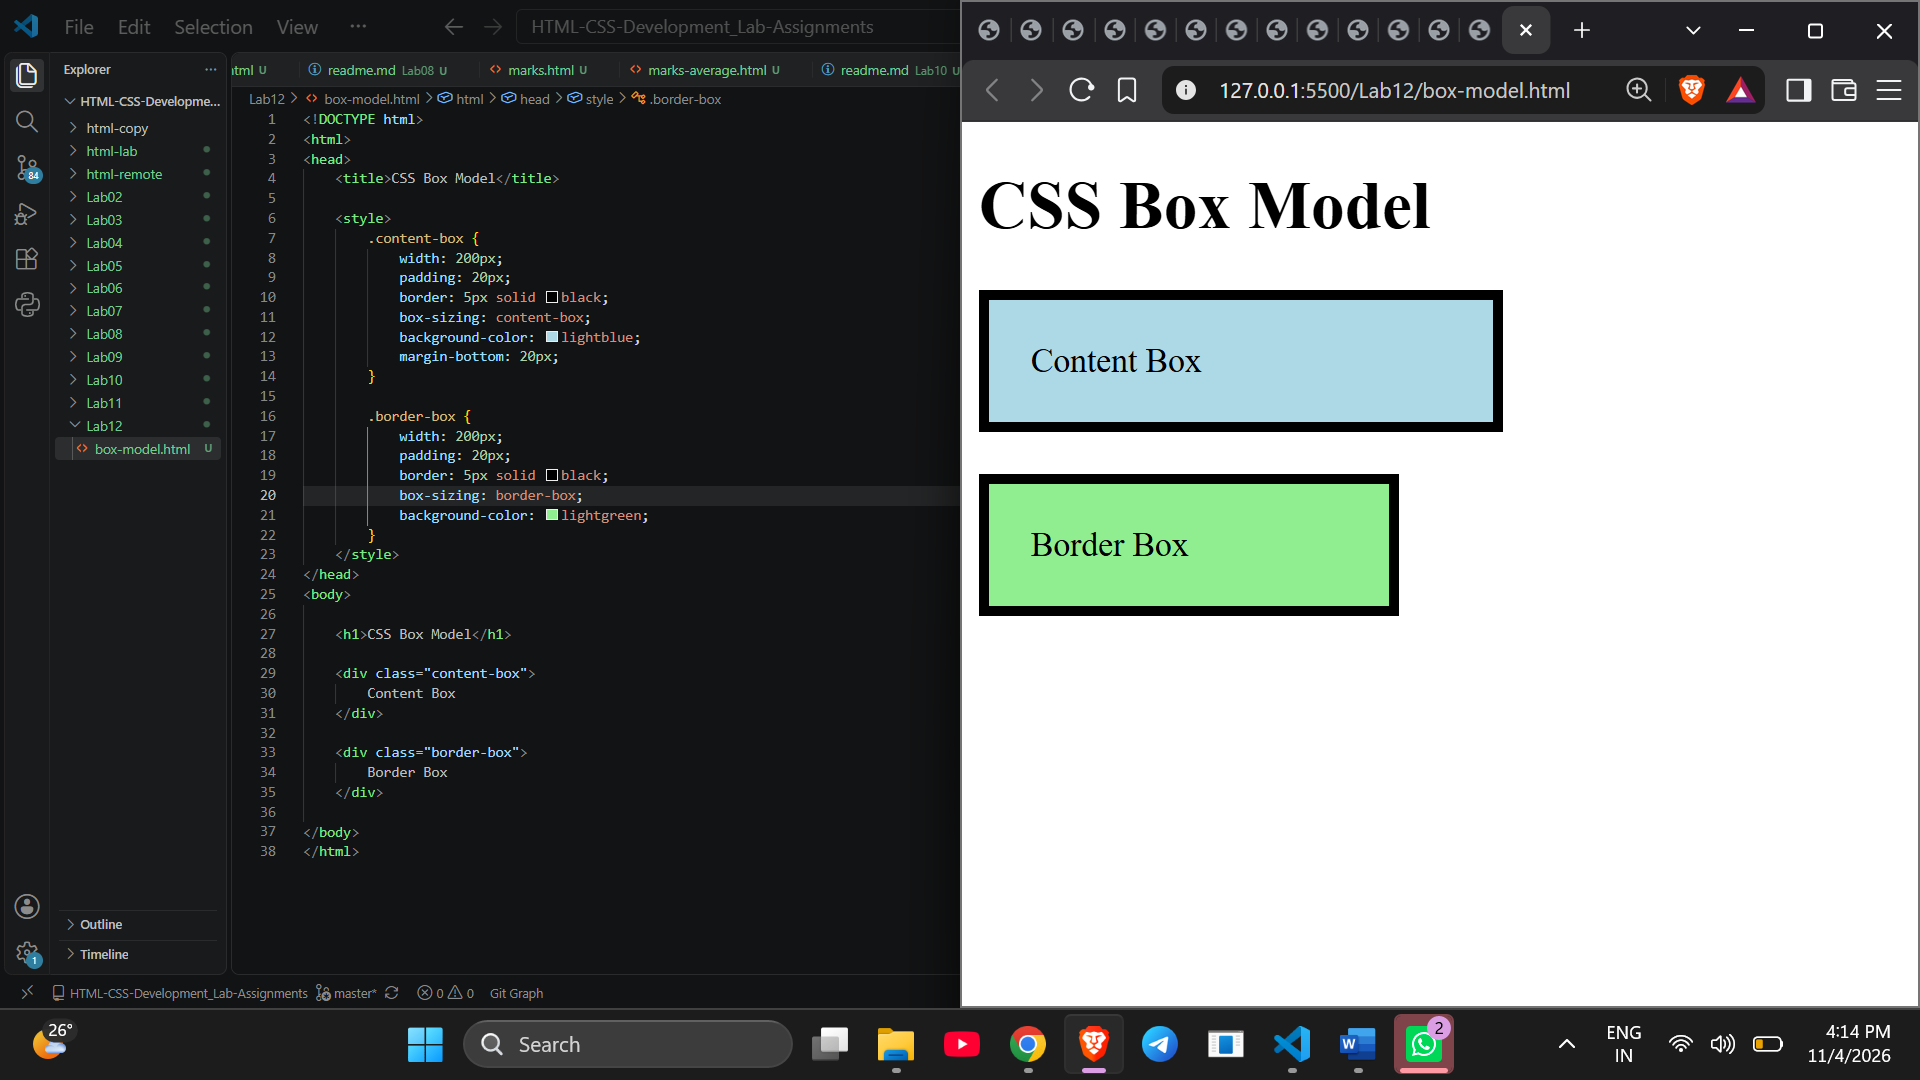 File Edit Selection View ··· HTML-CSS-Development_Lab-Assignments
Explorer ···
HTML-CSS-Developme...
html-copy
html-lab
html-remote
Lab02
Lab03
Lab04
Lab05
Lab06
Lab07
Lab08
Lab09
Lab10
Lab11
Lab12
box-model.html U
Outline
Timeline
84
1
html U readme.md Lab08 U marks.html U marks-average.html U readme.md Lab10 U
Lab12 > box-model.html > html > head > style > .border-box
1 <!DOCTYPE html>
2 <html>
3 <head>
4 <title>CSS Box Model</title>
5
6 <style>
7 .content-box {
8 width: 200px;
9 padding: 20px;
10 border: 5px solid black;
11 box-sizing: content-box;
12 background-color: lightblue;
13 margin-bottom: 20px;
14 }
15
16 .border-box {
17 width: 200px;
18 padding: 20px;
19 border: 5px solid black;
20 box-sizing: border-box;
21 background-color: lightgreen;
22 }
23 </style>
24 </head>
25 <body>
26
27 <h1>CSS Box Model</h1>
28
29 <div class="content-box">
30 Content Box
31 </div>
32
33 <div class="border-box">
34 Border Box
35 </div>
36
37 </body>
38 </html>
HTML-CSS-Development_Lab-Assignments master* 0 0 Git Graph
127.0.0.1:5500/Lab12/box-model.html
CSS Box Model
Content Box
Border Box
26°
Search
W
2
ENG
IN
4:14 PM
11/4/2026